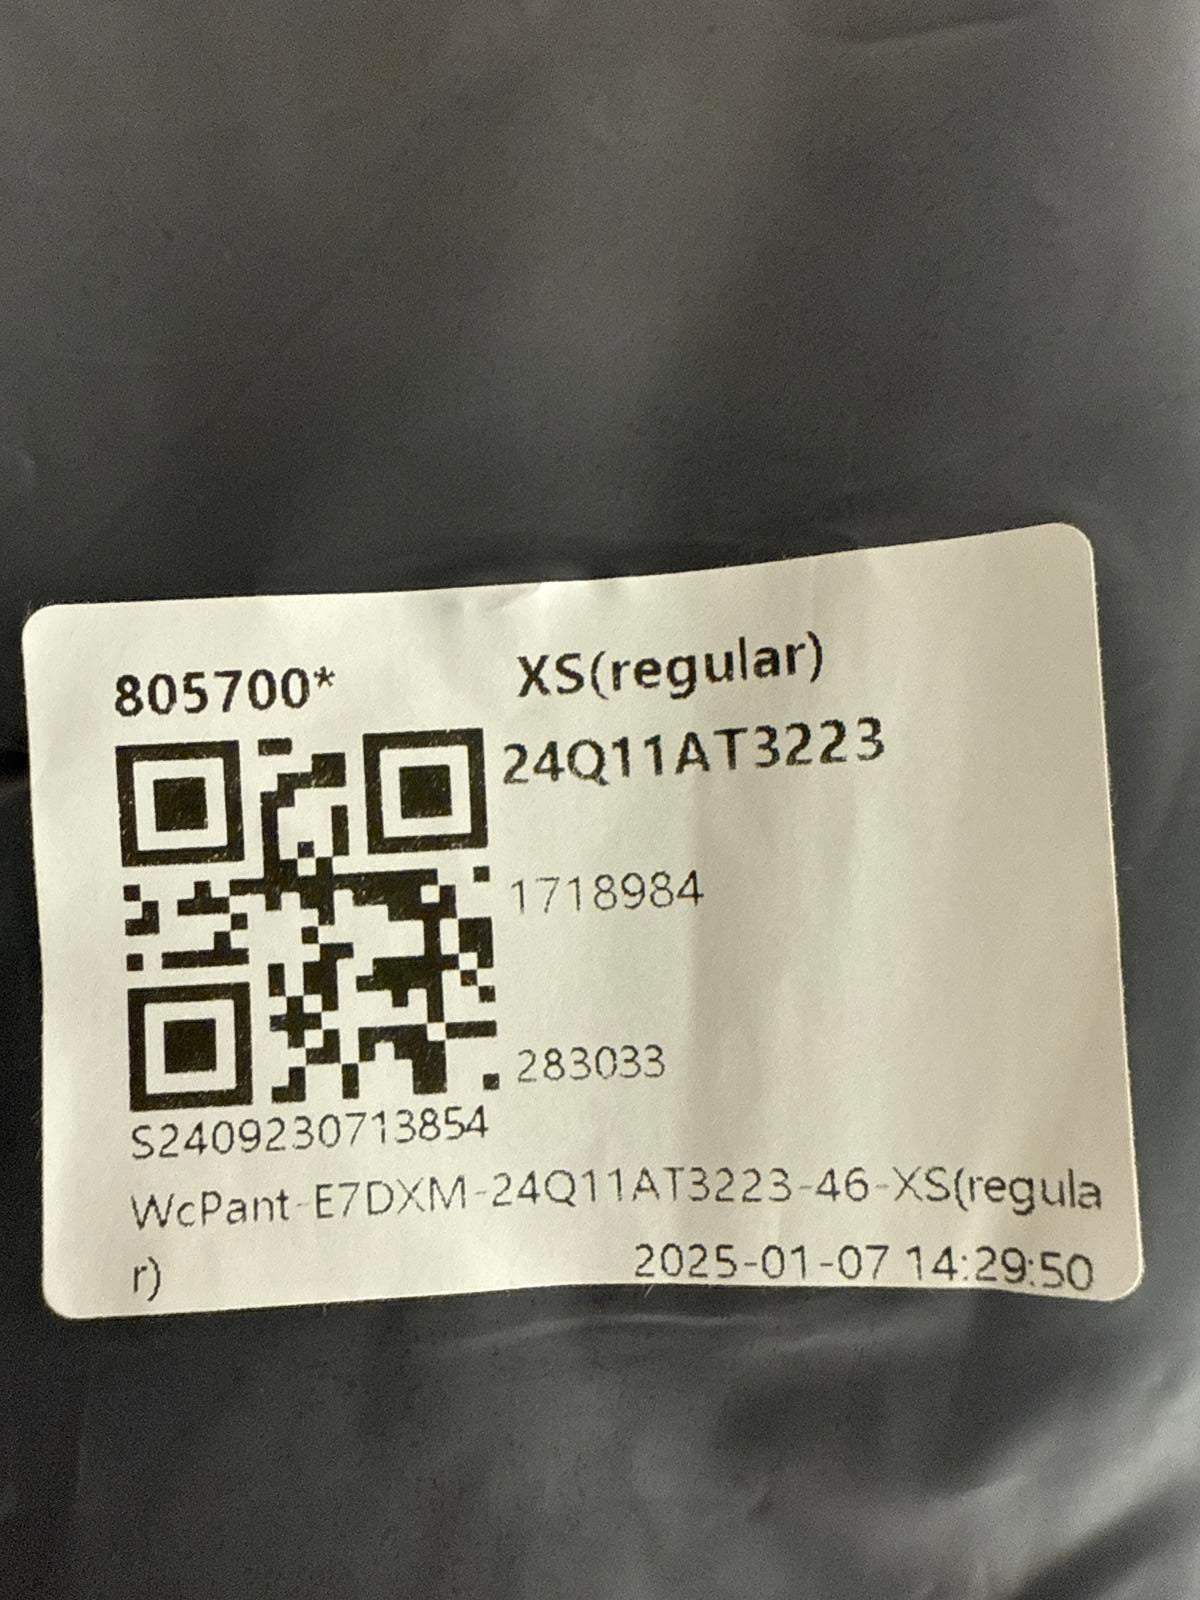 805700*
XS(regular)
24Q11AT3223
1718984
283033
S2409230713854
WcPant-E7DXM-24Q11AT3223-46-XS(regula
r)
2025-01-07 14:29:50